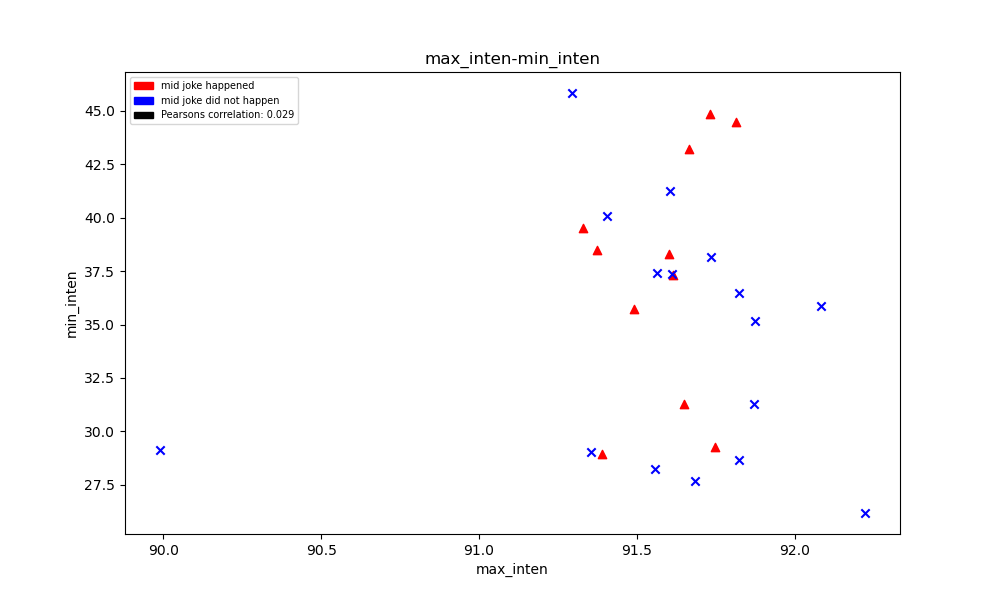 max_inten-min_inten
mid joke happened
mid joke did not happen
Pearsons correlation: 0.029
45.0
42.5
40.0
37.5
35.0
32.5
30.0
27.5
min_inten
90.0 90.5 91.0 91.5 92.0
max_inten